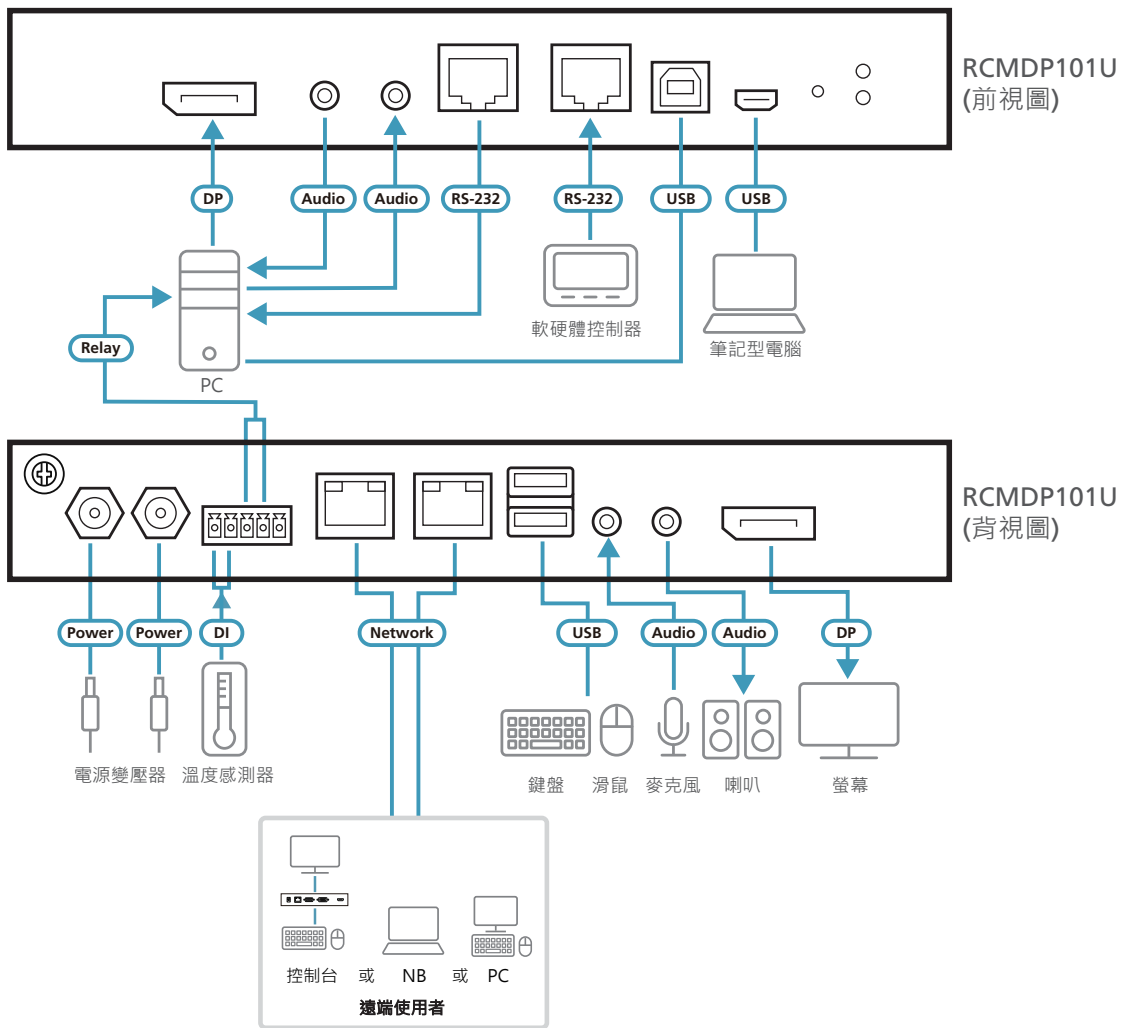 RCMDP101U
(前視圖)
DP
Audio
Audio
RS-232
RS-232
USB
USB
軟硬體控制器
筆記型電腦
Relay
PC
RCMDP101U
(背視圖)
Power
Power
DI
Network
USB
Audio
Audio
DP
電源變壓器
溫度感測器
鍵盤
滑鼠
麥克風
喇叭
螢幕
控制台 或 NB 或 PC
遠端使用者